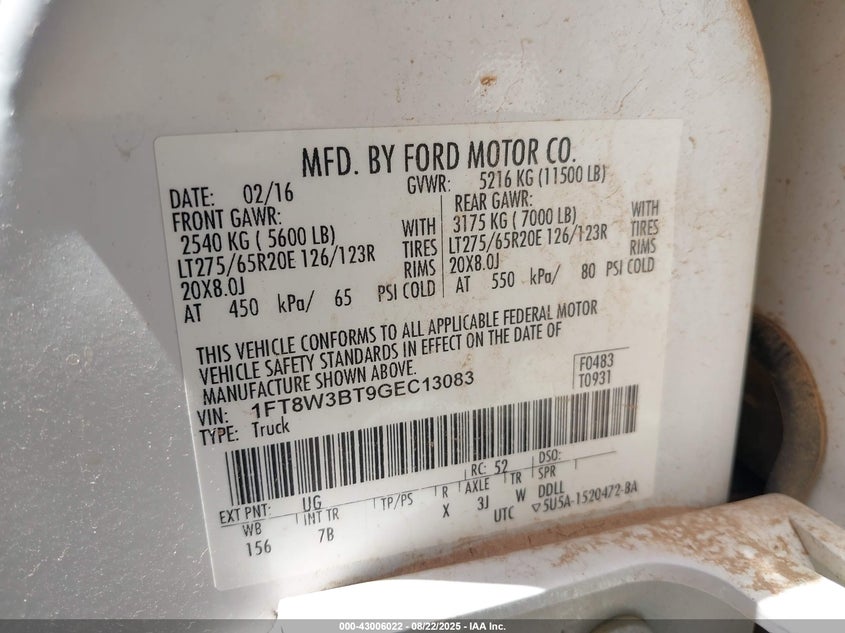 MFD. BY FORD MOTOR CO.
DATE: 02/16 GVWR: 5216 KG (11500 LB)
FRONT GAWR: REAR GAWR:
2540 KG ( 5600 LB) WITH 3175 KG ( 7000 LB) WITH
LT275/65R20E 126/123R TIRES LT275/65R20E 126/123R TIRES
20X8.0J RIMS 20X8.0J RIMS
AT 450 kPa/ 65 PSI COLD AT 550 kPa/ 80 PSI COLD
THIS VEHICLE CONFORMS TO ALL APPLICABLE FEDERAL MOTOR
VEHICLE SAFETY STANDARDS IN EFFECT ON THE DATE OF
MANUFACTURE SHOWN ABOVE.
VIN: 1FT8W3BT9GEC13083 F0483
TYPE: Truck T0931
EXT PNT: UG RC: 52 DSO:
WB INT TR TP/PS R AXLE TR SPR
156 7B X 3J W DDLL
UTC ▽5U5A-1520472-BA
000-43006022 - 08/22/2025 - IAA Inc.